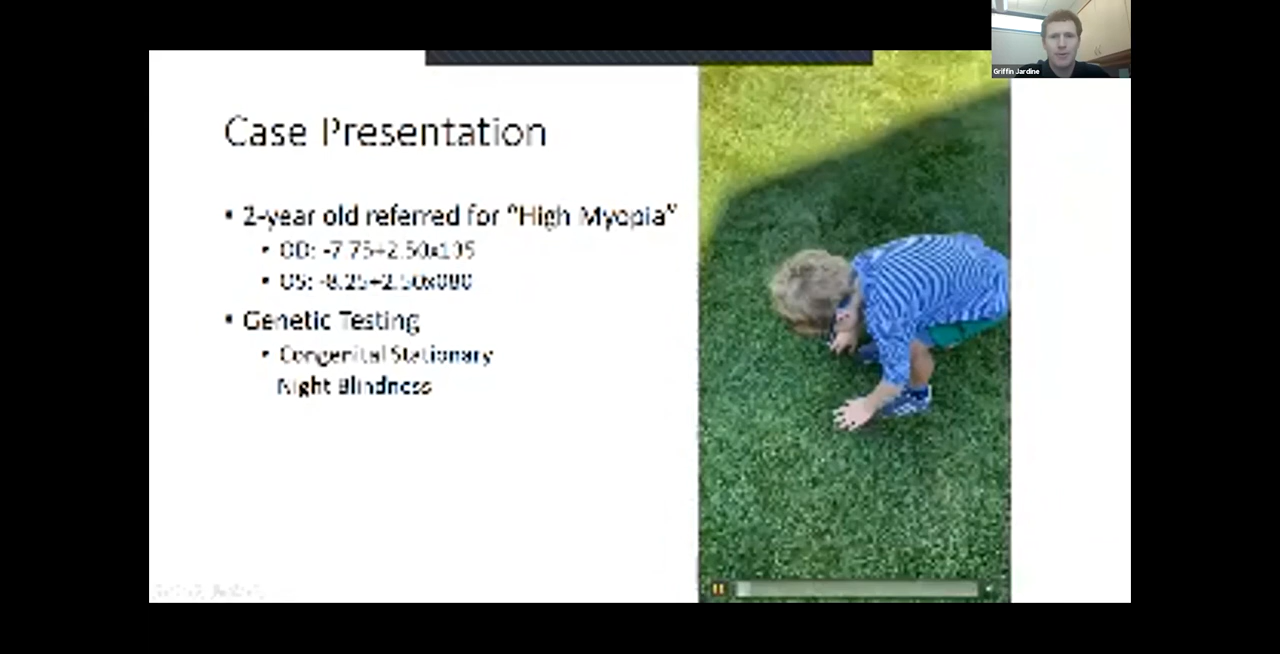 Griffin Jardine
Case Presentation
• 2-year old referred for “High Myopia”
• OD: -7.75+2.50x105
• OS: -8.25+2.50x080
• Genetic Testing
• Congenital Stationary
Night Blindness